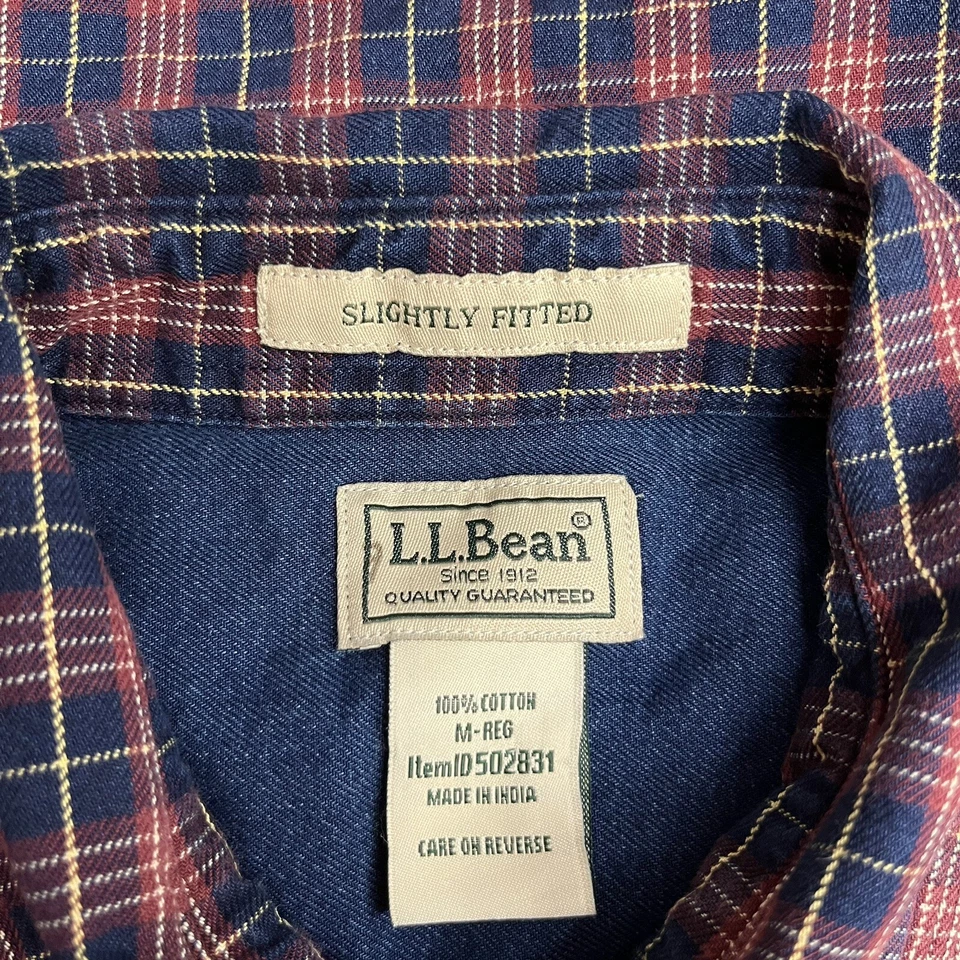 SLIGHTLY FITTED
L.L.Bean®
Since 1912
QUALITY GUARANTEED
100% COTTON
M-REG
ItemID 502831
MADE IN INDIA
CARE ON REVERSE